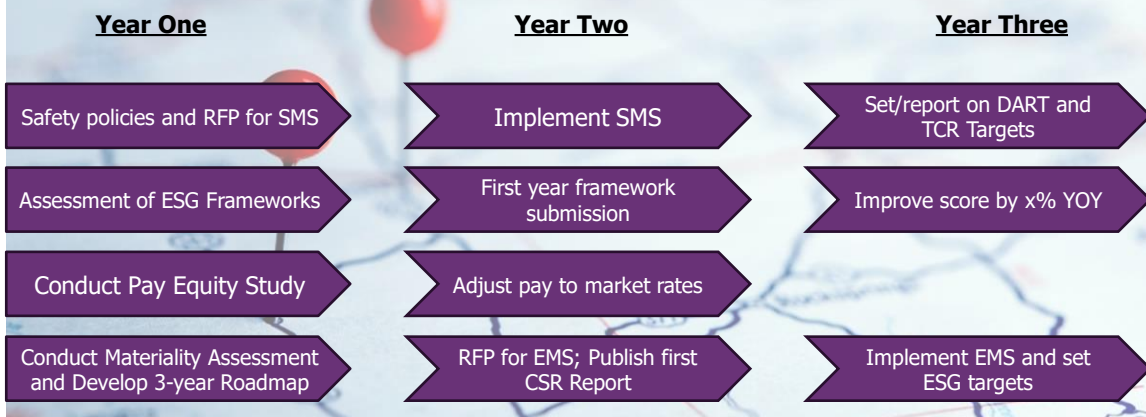 Year One
Year Two
Year Three
Safety policies and RFP for SMS
Implement SMS
Set/report on DART and
TCR Targets
Assessment of ESG Frameworks
First year framework
submission
Improve score by x% YOY
Conduct Pay Equity Study
Adjust pay to market rates
Conduct Materiality Assessment
and Develop 3-year Roadmap
RFP for EMS; Publish first
CSR Report
Implement EMS and set
ESG targets